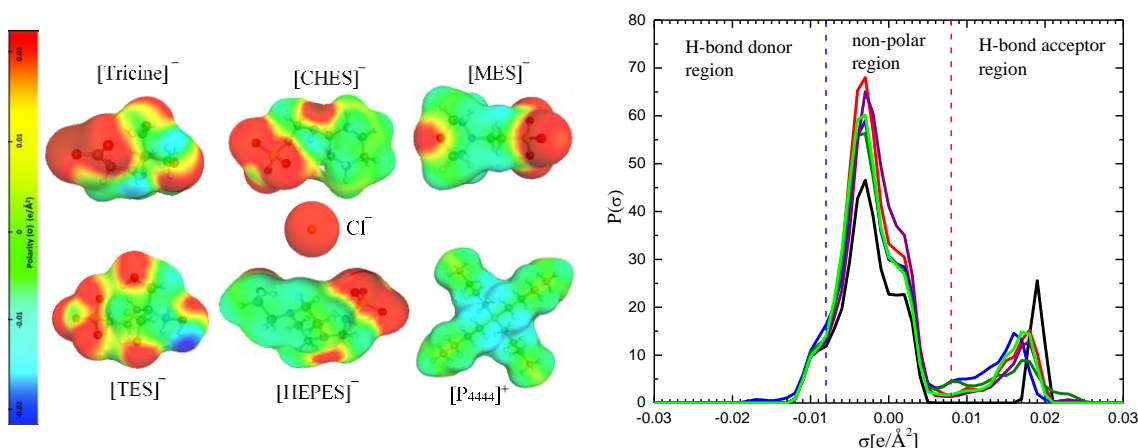 Polarity (σ) (e/Å²)
0.02
0.01
0
-0.01
-0.02
[Tricine]⁻
[CHES]⁻
[MES]⁻
Cl⁻
[TES]⁻
[HEPES]⁻
[P₄₄₄₄]⁺
P(σ)
80
70
60
50
40
30
20
10
0
H-bond donor
region
non-polar
region
H-bond acceptor
region
-0.03
-0.02
-0.01
0.00
0.01
0.02
0.03
σ[e/Å²]